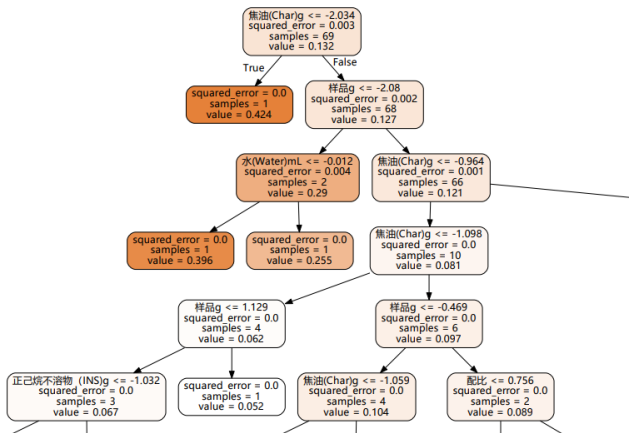 焦油(Char)g <= -2.034
squared_error = 0.003
samples = 69
value = 0.132
True
False
squared_error = 0.0
samples = 1
value = 0.424
样品g <= -2.08
squared_error = 0.002
samples = 68
value = 0.127
水(Water)mL <= -0.012
squared_error = 0.004
samples = 2
value = 0.29
焦油(Char)g <= -0.964
squared_error = 0.001
samples = 66
value = 0.121
squared_error = 0.0
samples = 1
value = 0.396
squared_error = 0.0
samples = 1
value = 0.255
焦油(Char)g <= -1.098
squared_error = 0.0
samples = 10
value = 0.081
样品g <= 1.129
squared_error = 0.0
samples = 4
value = 0.062
样品g <= -0.469
squared_error = 0.0
samples = 6
value = 0.097
正己烷不溶物（INS)g <= -1.032
squared_error = 0.0
samples = 3
value = 0.067
squared_error = 0.0
samples = 1
value = 0.052
焦油(Char)g <= -1.059
squared_error = 0.0
samples = 4
value = 0.104
配比 <= 0.756
squared_error = 0.0
samples = 2
value = 0.089